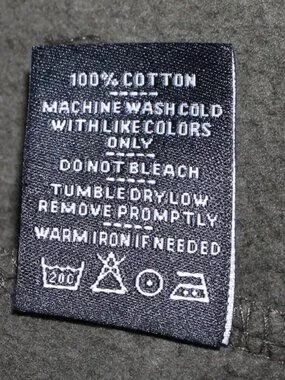 100% COTTON
MACHINE WASH COLD
WITH LIKE COLORS
ONLY
DO NOT BLEACH
TUMBLE DRY LOW
REMOVE PROMPTLY
WARM IRON IF NEEDED